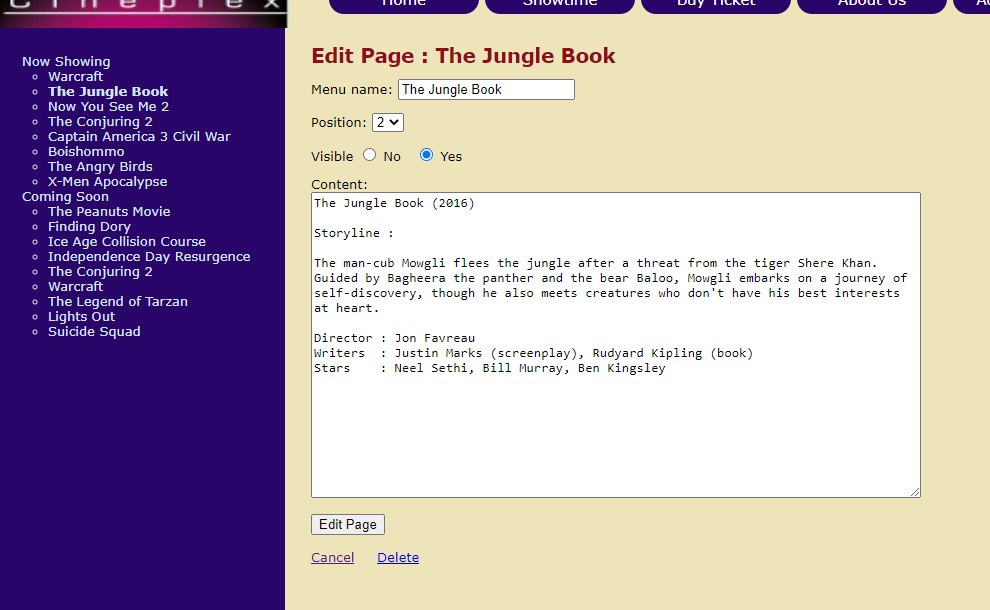 Cineplex
Home
Showtime
Buy Ticket
About Us
Now Showing
Warcraft
The Jungle Book
Now You See Me 2
The Conjuring 2
Captain America 3 Civil War
Boishommo
The Angry Birds
X-Men Apocalypse
Coming Soon
The Peanuts Movie
Finding Dory
Ice Age Collision Course
Independence Day Resurgence
The Conjuring 2
Warcraft
The Legend of Tarzan
Lights Out
Suicide Squad
Edit Page : The Jungle Book
Menu name: The Jungle Book
Position: 2
Visible No Yes
Content:
The Jungle Book (2016)
Storyline :
The man-cub Mowgli flees the jungle after a threat from the tiger Shere Khan.
Guided by Bagheera the panther and the bear Baloo, Mowgli embarks on a journey of
self-discovery, though he also meets creatures who don't have his best interests
at heart.
Director : Jon Favreau
Writers : Justin Marks (screenplay), Rudyard Kipling (book)
Stars : Neel Sethi, Bill Murray, Ben Kingsley
Edit Page
Cancel Delete